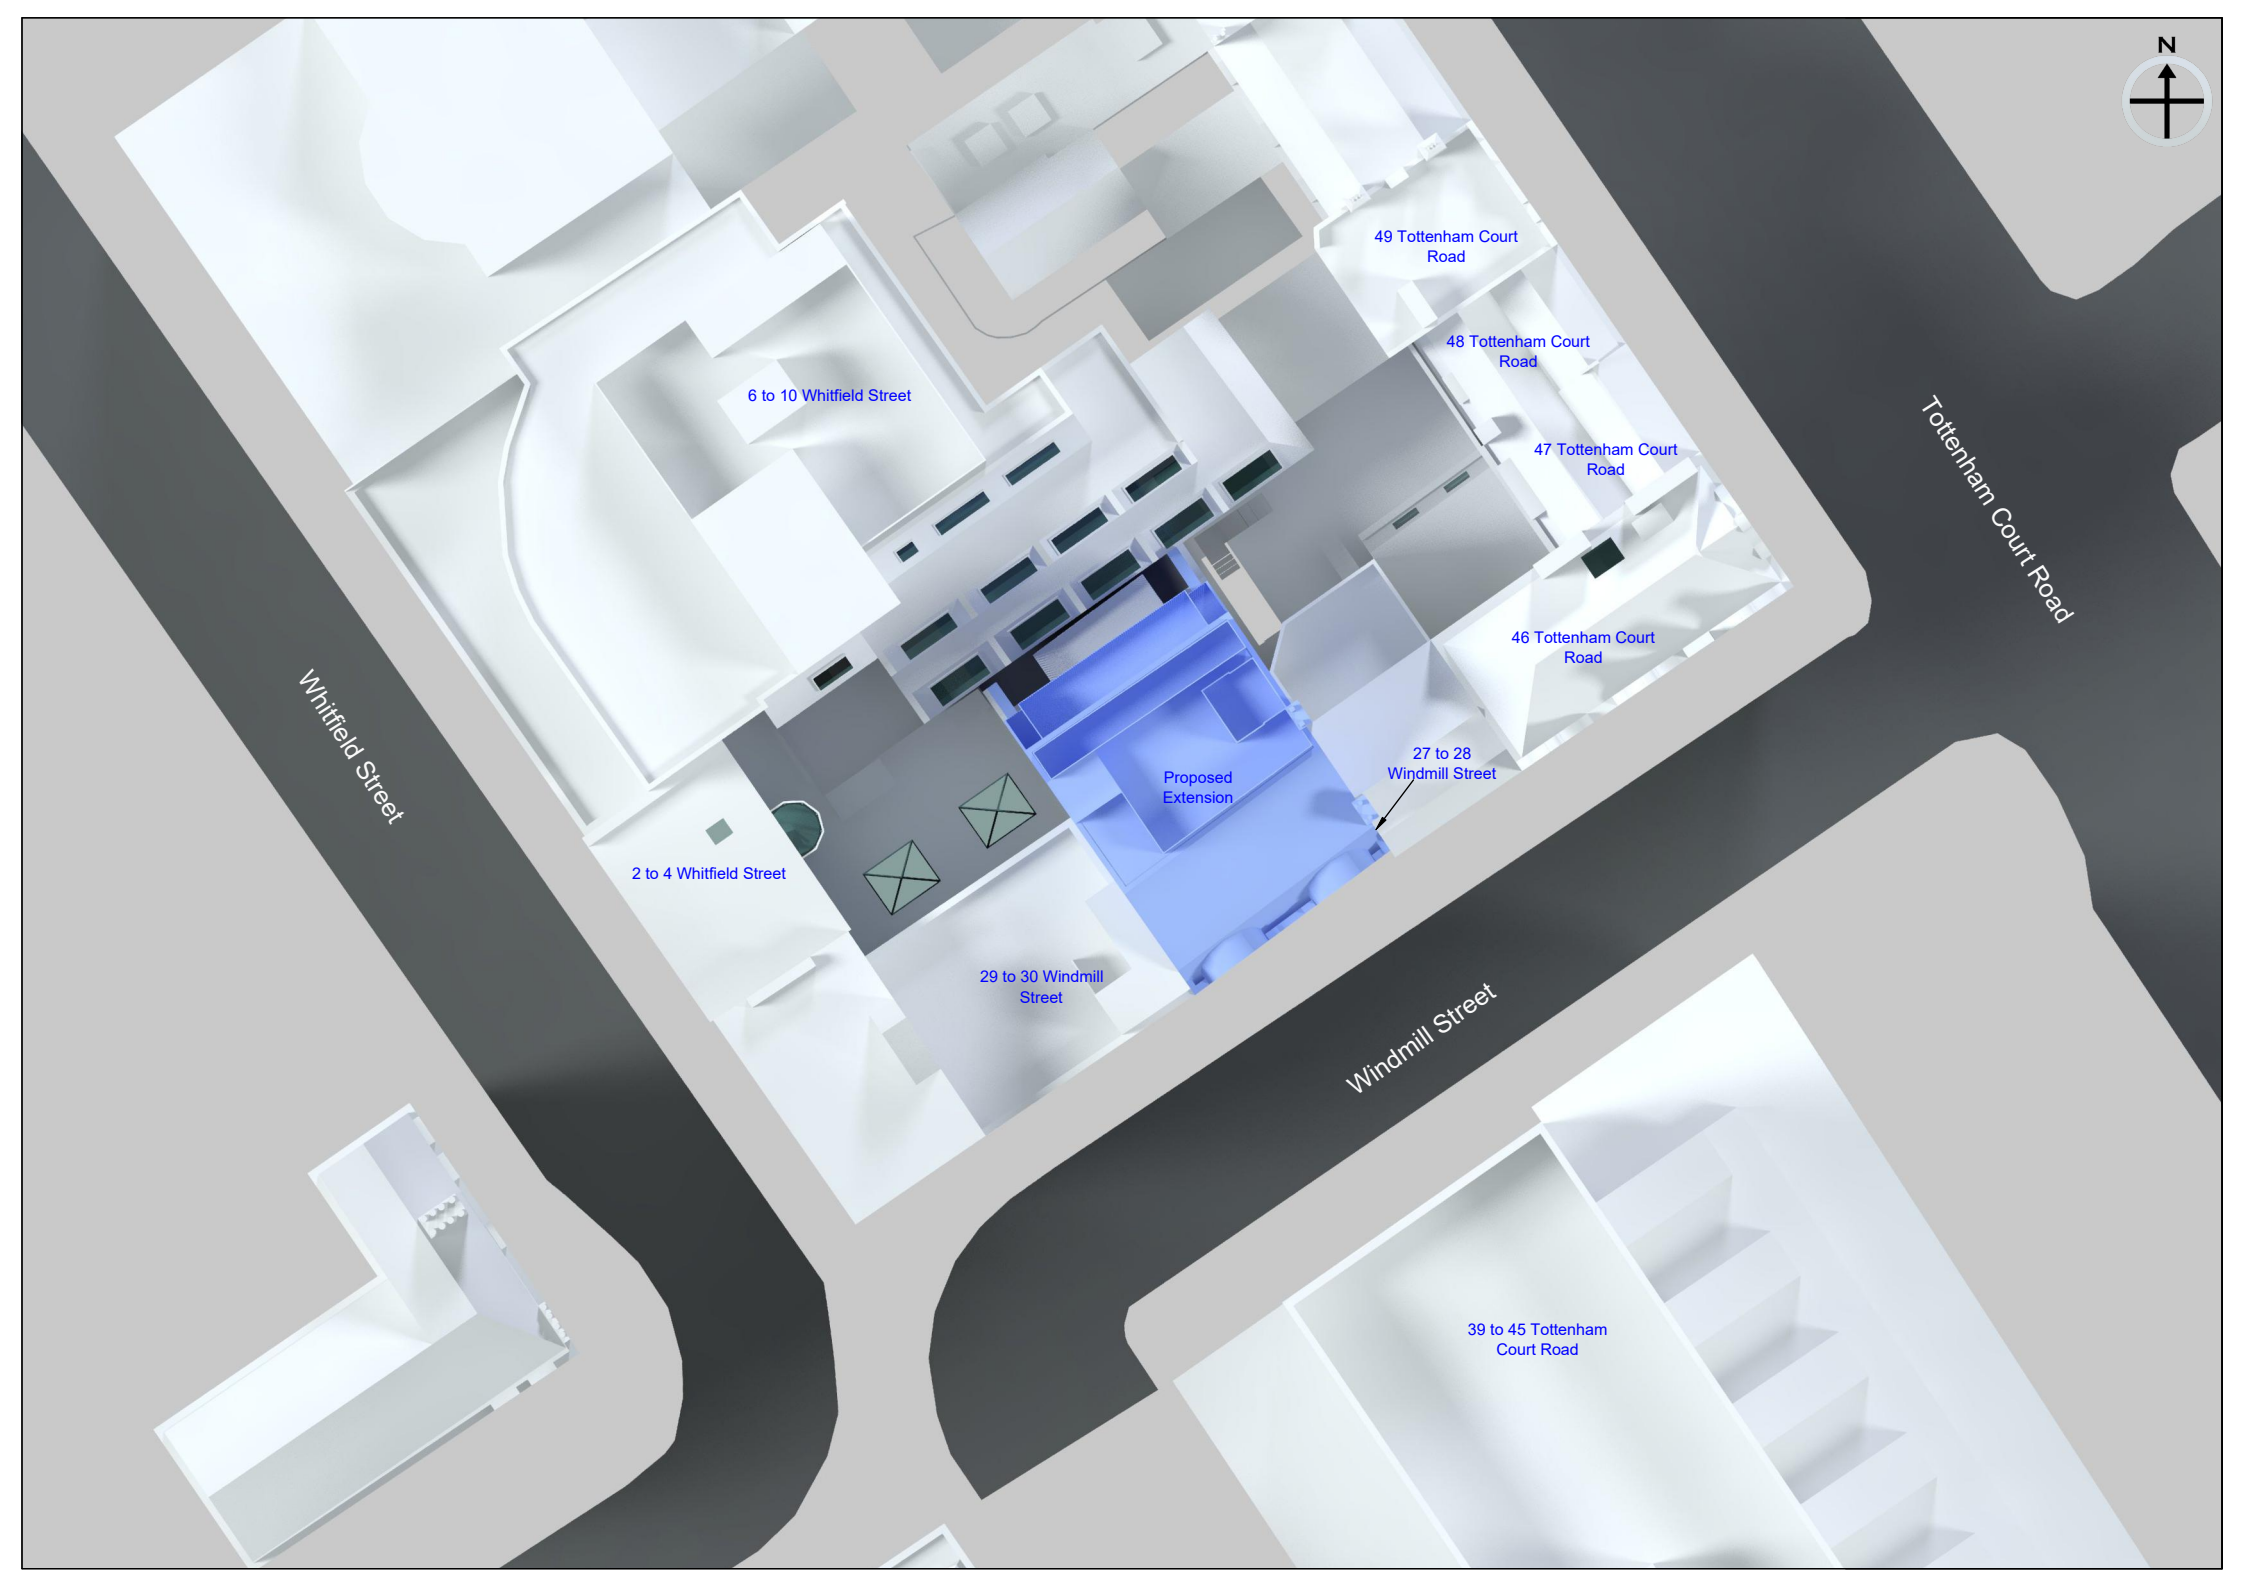 N
49 Tottenham Court
Road
48 Tottenham Court
Road
6 to 10 Whitfield Street
47 Tottenham Court
Road
Tottenham Court Road
46 Tottenham Court
Road
Whitfield Street
27 to 28
Windmill Street
Proposed
Extension
2 to 4 Whitfield Street
29 to 30 Windmill
Street
Windmill Street
39 to 45 Tottenham
Court Road